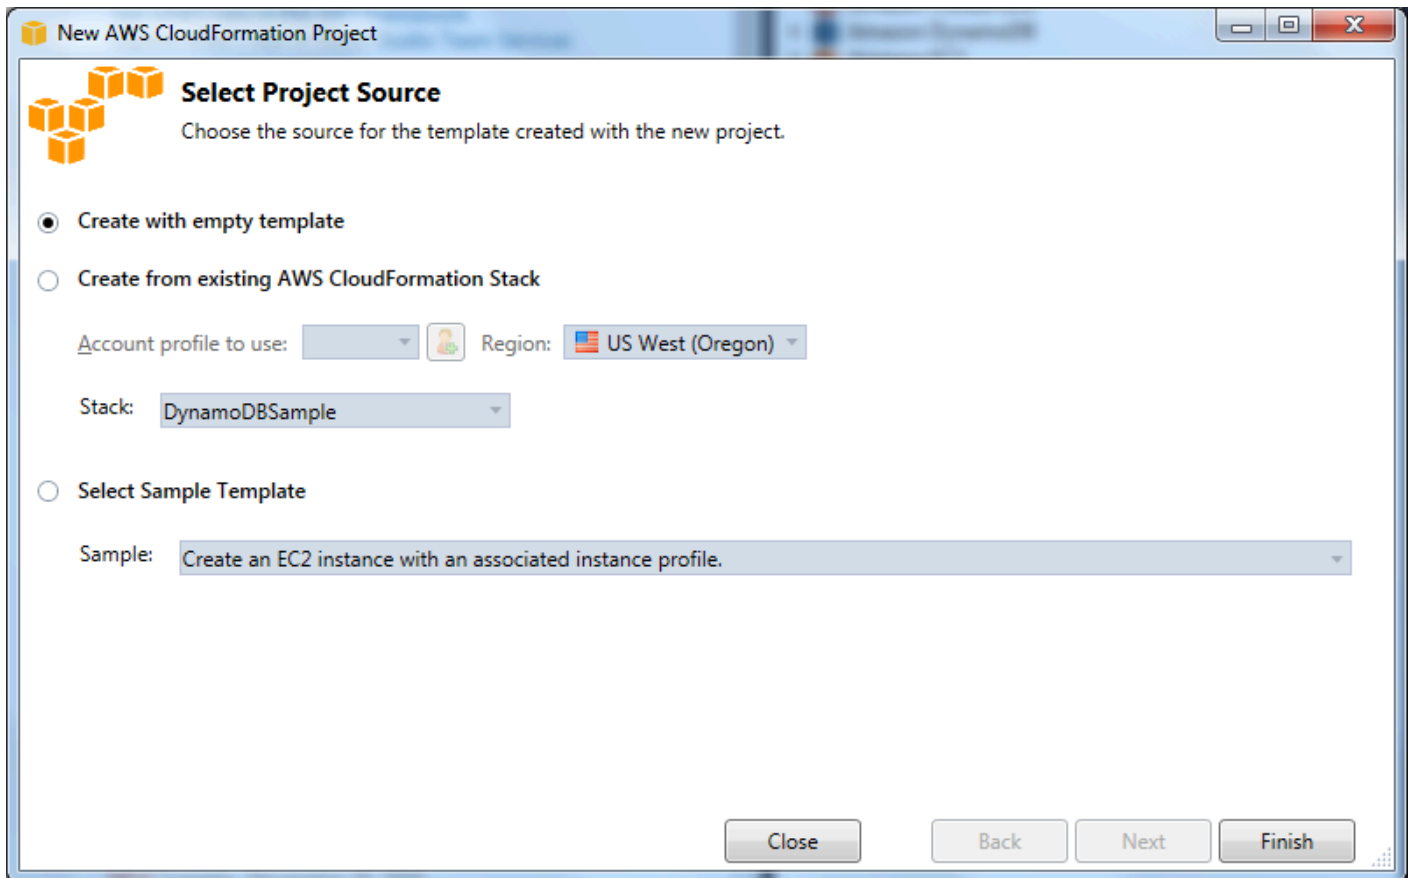 New AWS CloudFormation Project
Select Project Source
Choose the source for the template created with the new project.
Create with empty template
Create from existing AWS CloudFormation Stack
Account profile to use: Region: US West (Oregon)
Stack: DynamoDBSample
Select Sample Template
Sample: Create an EC2 instance with an associated instance profile.
Close Back Next Finish